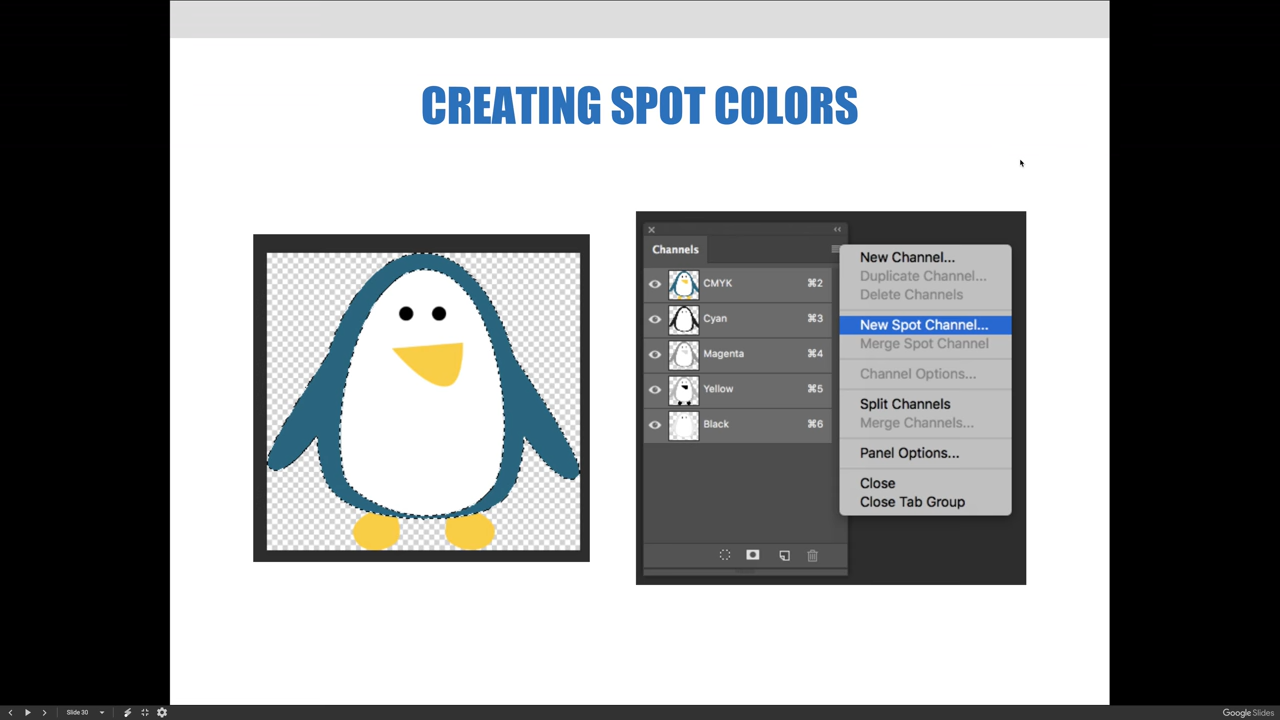 CREATING SPOT COLORS
Channels
CMYK ⌘2
Cyan ⌘3
Magenta ⌘4
Yellow ⌘5
Black ⌘6
New Channel...
Duplicate Channel...
Delete Channels
New Spot Channel...
Merge Spot Channel
Channel Options...
Split Channels
Merge Channels...
Panel Options...
Close
Close Tab Group
Slide 30
Google Slides